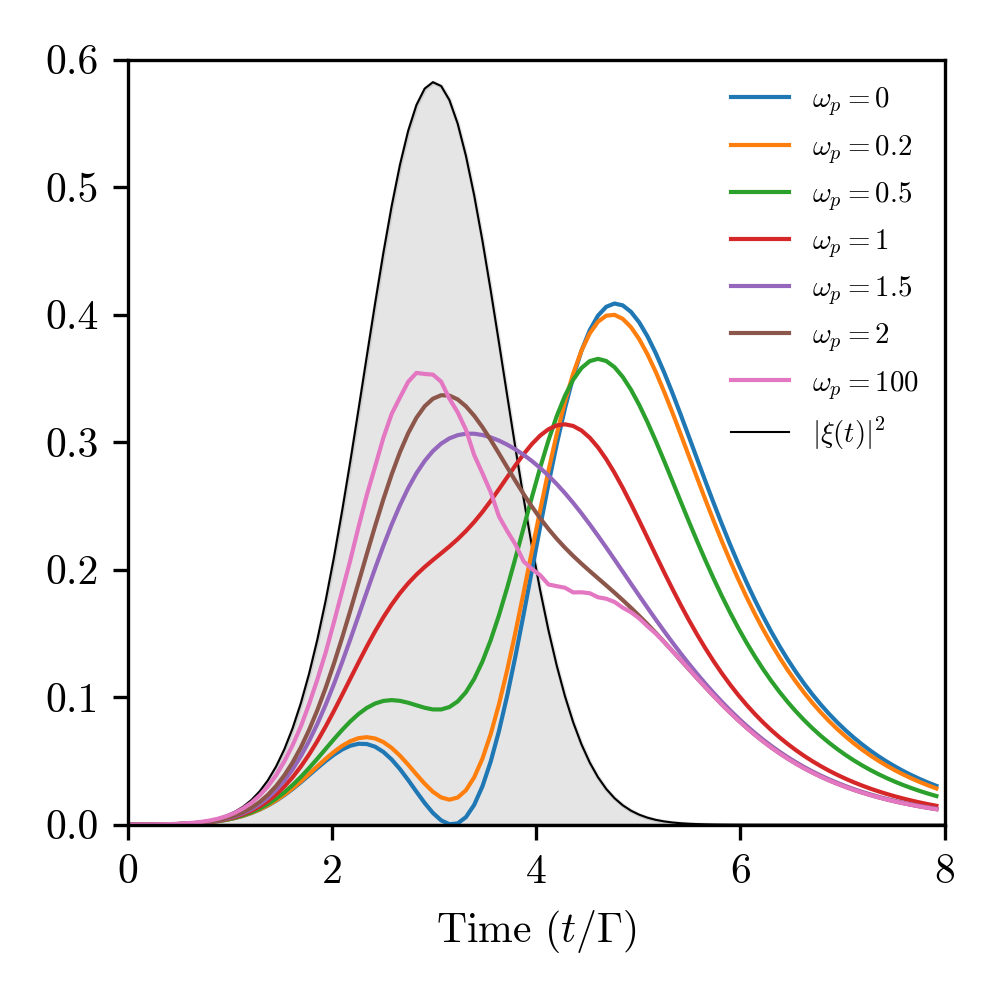 0.6
0.5
0.4
0.3
0.2
0.1
0.0
0 2 4 6 8
Time (t/Γ)
ω_p = 0
ω_p = 0.2
ω_p = 0.5
ω_p = 1
ω_p = 1.5
ω_p = 2
ω_p = 100
|ξ(t)|²